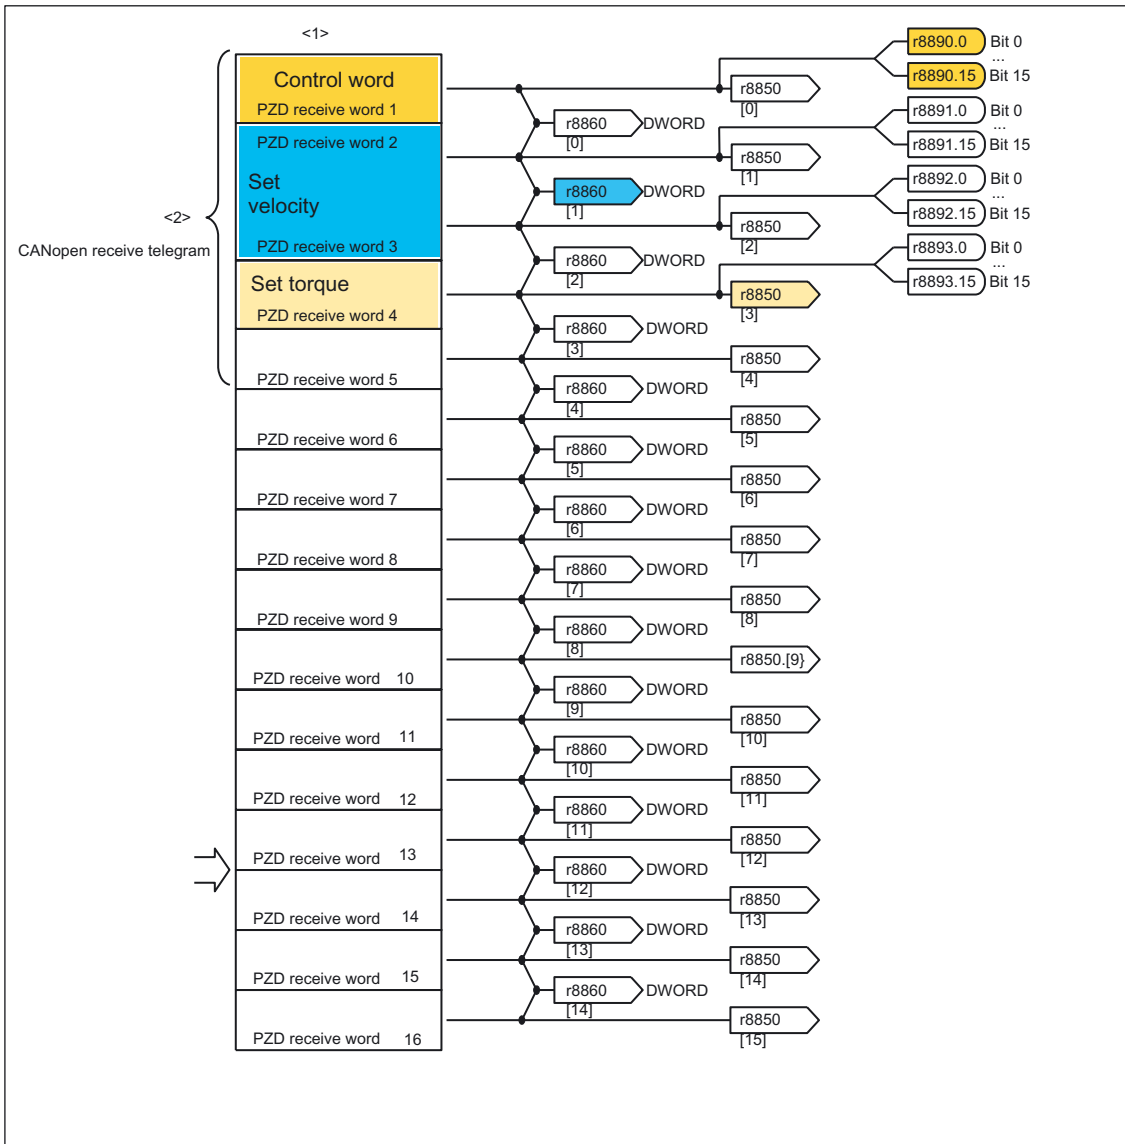 <1>
r8890.0 Bit 0
...
r8890.15 Bit 15
Control word
PZD receive word 1
r8850
[0]
r8891.0 Bit 0
...
r8891.15 Bit 15
r8860 DWORD
[0]
PZD receive word 2
r8850
[1]
r8892.0 Bit 0
...
r8892.15 Bit 15
Set
velocity
r8860 DWORD
[1]
<2>
CANopen receive telegram
PZD receive word 3
r8850
[2]
r8893.0 Bit 0
...
r8893.15 Bit 15
r8860 DWORD
[2]
Set torque
PZD receive word 4
r8850
[3]
r8860 DWORD
[3]
PZD receive word 5
r8850
[4]
r8860 DWORD
[4]
PZD receive word 6
r8850
[5]
r8860 DWORD
[5]
PZD receive word 7
r8850
[6]
r8860 DWORD
[6]
PZD receive word 8
r8850
[7]
r8860 DWORD
[7]
PZD receive word 9
r8850
[8]
r8860 DWORD
[8]
PZD receive word 10
r8850.[9}
r8860 DWORD
[9]
PZD receive word 11
r8850
[10]
r8860 DWORD
[10]
PZD receive word 12
r8850
[11]
r8860 DWORD
[11]
PZD receive word 13
r8850
[12]
r8860 DWORD
[12]
PZD receive word 14
r8850
[13]
r8860 DWORD
[13]
PZD receive word 15
r8850
[14]
r8860 DWORD
[14]
PZD receive word 16
r8850
[15]